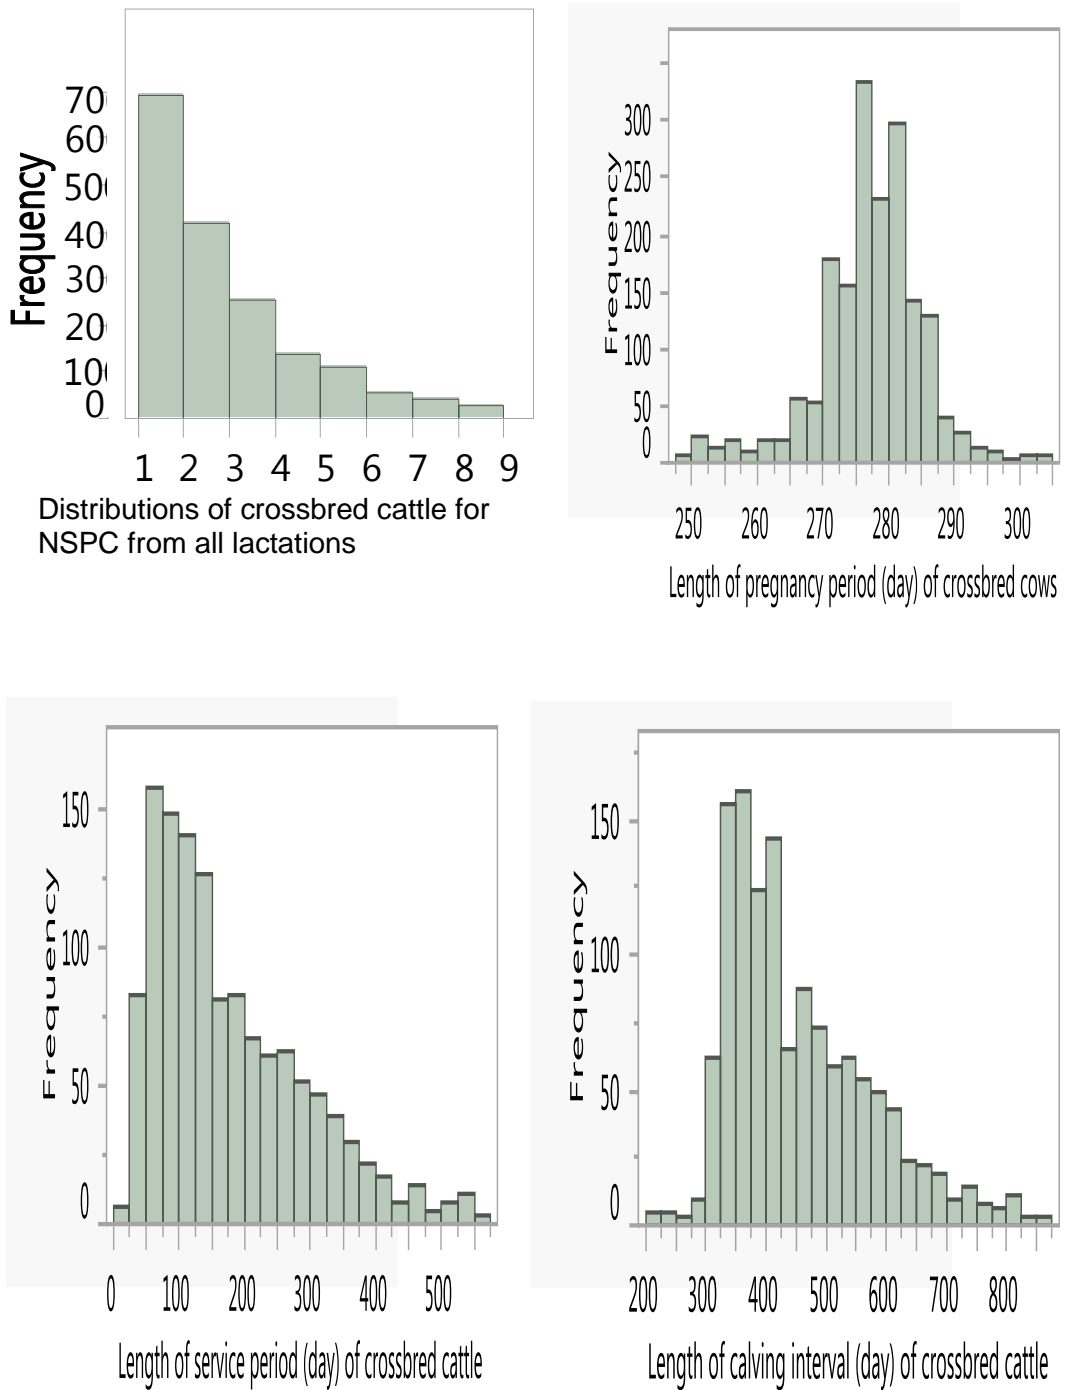 Frequency
70
60
50
40
30
20
10
0
1 2 3 4 5 6 7 8 9
Distributions of crossbred cattle for
NSPC from all lactations
Frequency
300
250
200
150
100
50
0
250 260 270 280 290 300
Length of pregnancy period (day) of crossbred cows
Frequency
150
100
50
0
0 100 200 300 400 500
Length of service period (day) of crossbred cattle
Frequency
150
100
50
0
200 300 400 500 600 700 800
Length of calving interval (day) of crossbred cattle